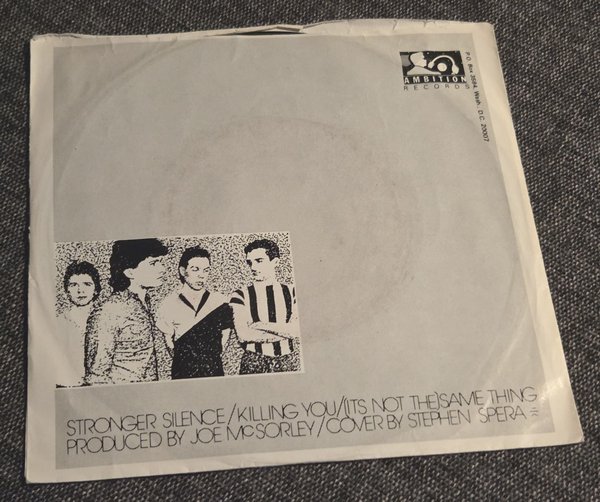 AMBITION
RECORDS
P.O. Box 3584, Wash. D.C. 20007
STRONGER SILENCE/KILLING YOU/(ITS NOT THE)SAME THING
PRODUCED BY JOE McSORLEY/COVER BY STEPHEN SPERA